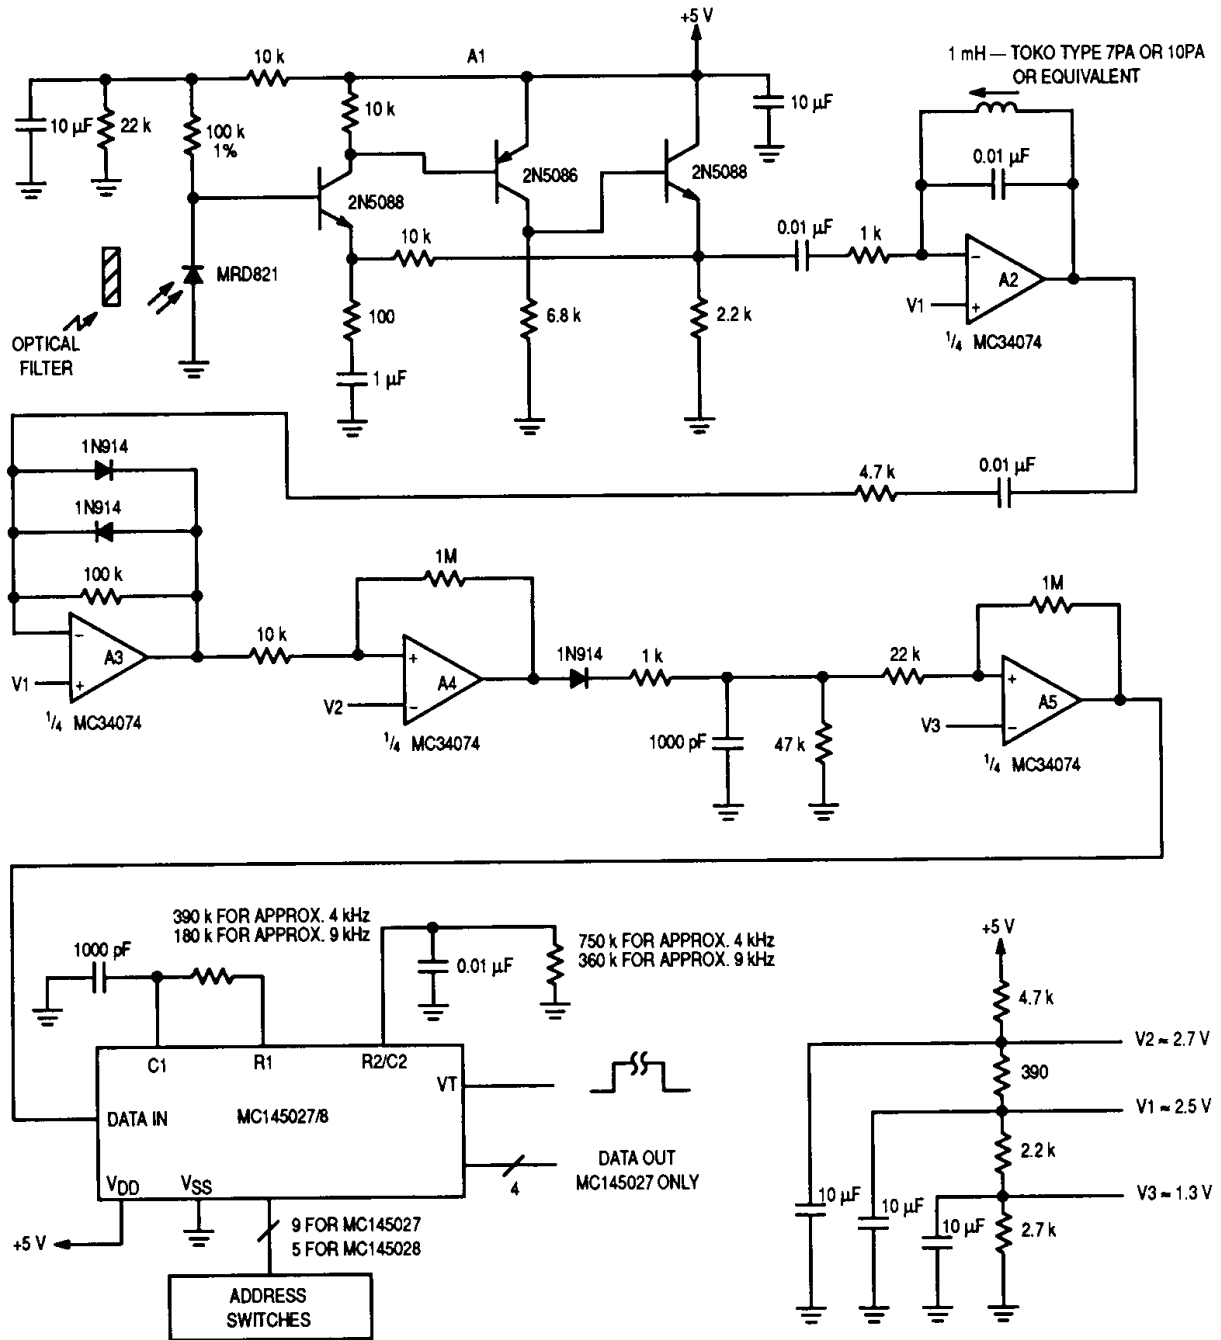 +5 V
10 k
A1
1 mH — TOKO TYPE 7PA OR 10PA
OR EQUIVALENT
10 µF
22 k
100 k
1%
10 k
10 µF
0.01 µF
2N5088
2N5086
2N5088
10 k
0.01 µF
1 k
MRD821
OPTICAL
FILTER
100
1 µF
6.8 k
2.2 k
V1
−
+
A2
1/4 MC34074
1N914
1N914
100 k
4.7 k
0.01 µF
−
+
A3
V1
1/4 MC34074
10 k
1M
+
−
A4
V2
1/4 MC34074
1N914
1 k
1000 pF
47 k
22 k
1M
+
−
A5
V3
1/4 MC34074
390 k FOR APPROX. 4 kHz
180 k FOR APPROX. 9 kHz
1000 pF
0.01 µF
750 k FOR APPROX. 4 kHz
360 k FOR APPROX. 9 kHz
C1
R1
R2/C2
VT
DATA IN
MC145027/8
VDD
VSS
+5 V
4
DATA OUT
MC145027 ONLY
9 FOR MC145027
5 FOR MC145028
ADDRESS
SWITCHES
+5 V
4.7 k
V2 ≈ 2.7 V
390
V1 ≈ 2.5 V
2.2 k
V3 ≈ 1.3 V
10 µF
10 µF
10 µF
2.7 k